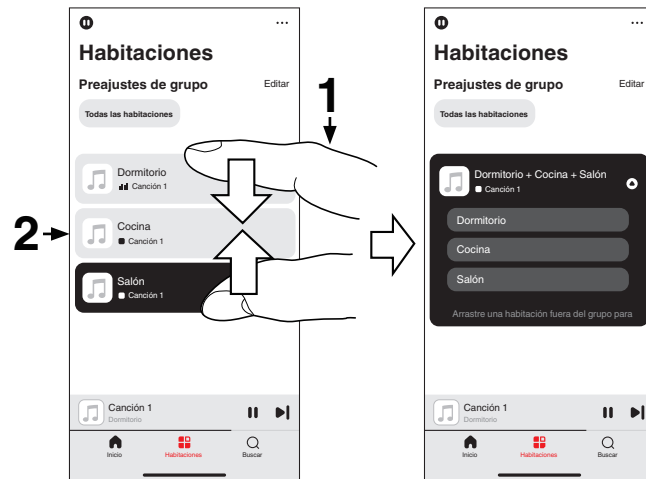 Habitaciones
Preajustes de grupo
Editar
Todas las habitaciones
1
Dormitorio
Canción 1
2
Cocina
Canción 1
Salón
Canción 1
Canción 1
Dormitorio
Inicio
Habitaciones
Buscar
Habitaciones
Preajustes de grupo
Editar
Todas las habitaciones
Dormitorio + Cocina + Salón
Canción 1
Dormitorio
Cocina
Salón
Arrastre una habitación fuera del grupo para
Canción 1
Dormitorio
Inicio
Habitaciones
Buscar